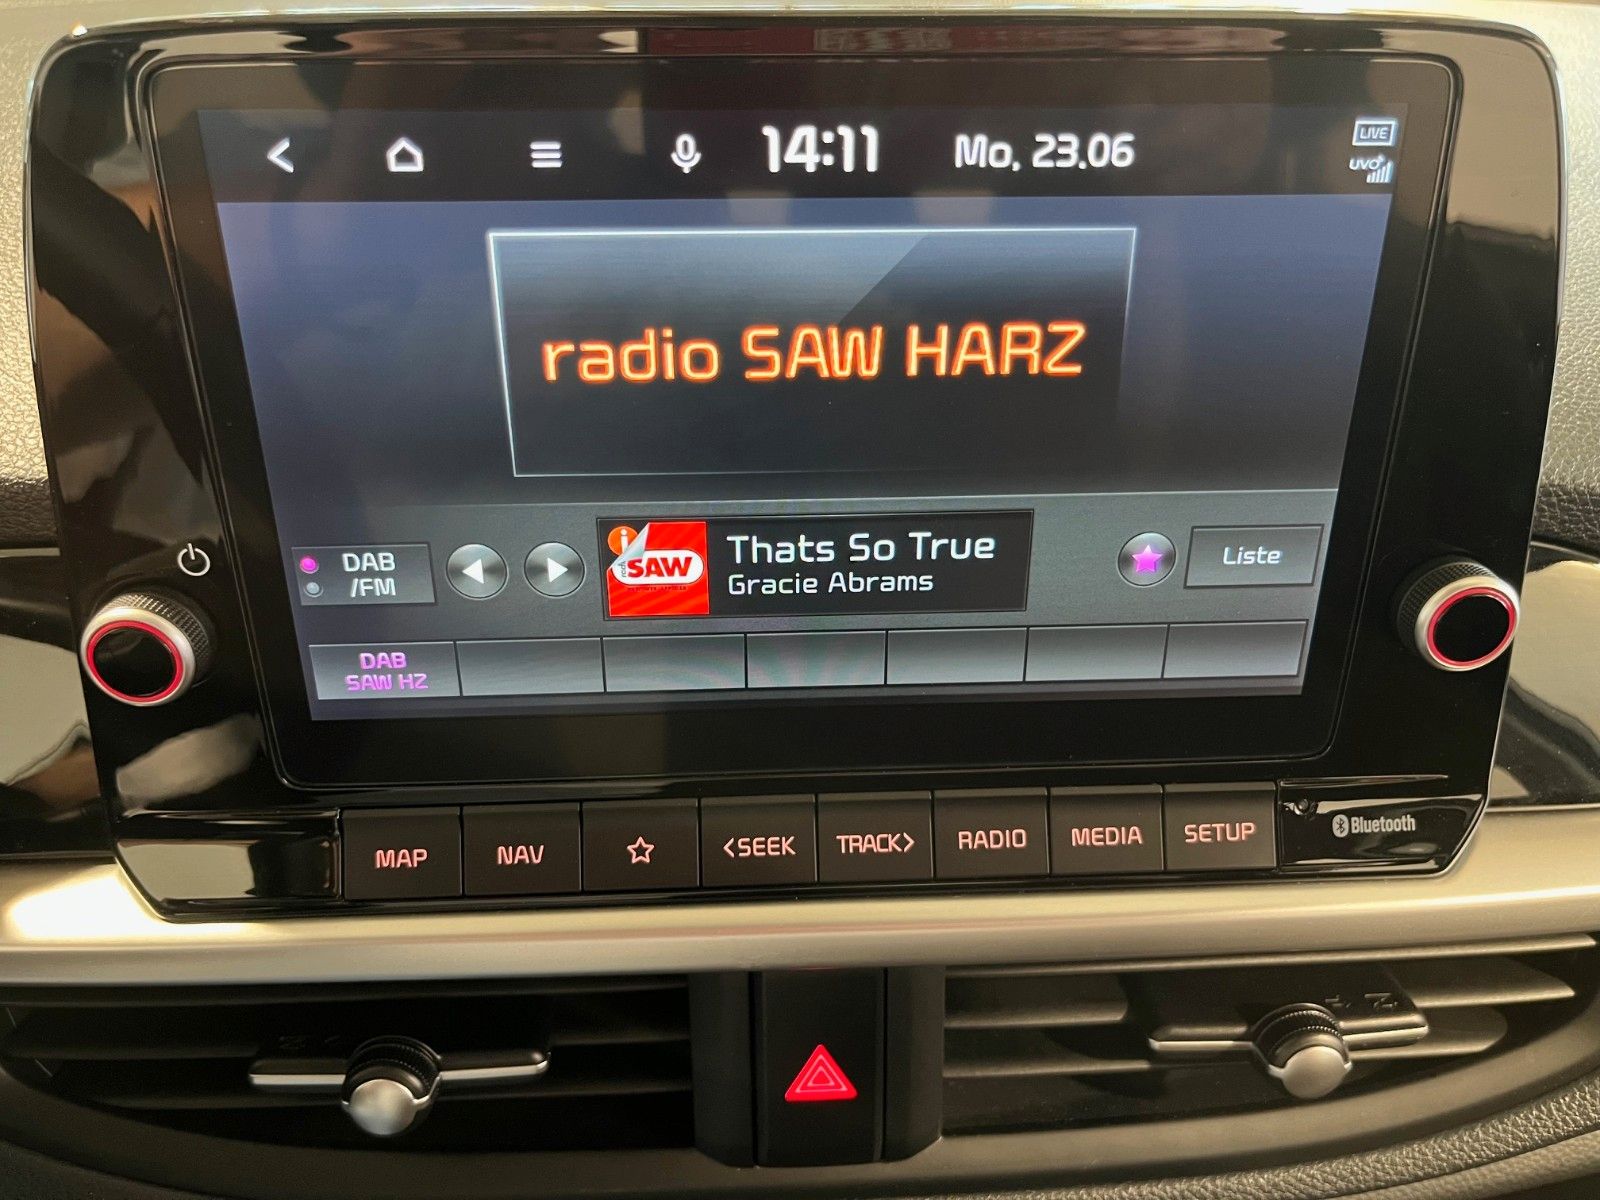 14:11
Mo, 23.06
LIVE
UVO
radio SAW HARZ
DAB
/FM
i
radio SAW
Thats So True
Gracie Abrams
Liste
DAB
SAW HZ
MAP
NAV
<SEEK
TRACK>
RADIO
MEDIA
SETUP
Bluetooth